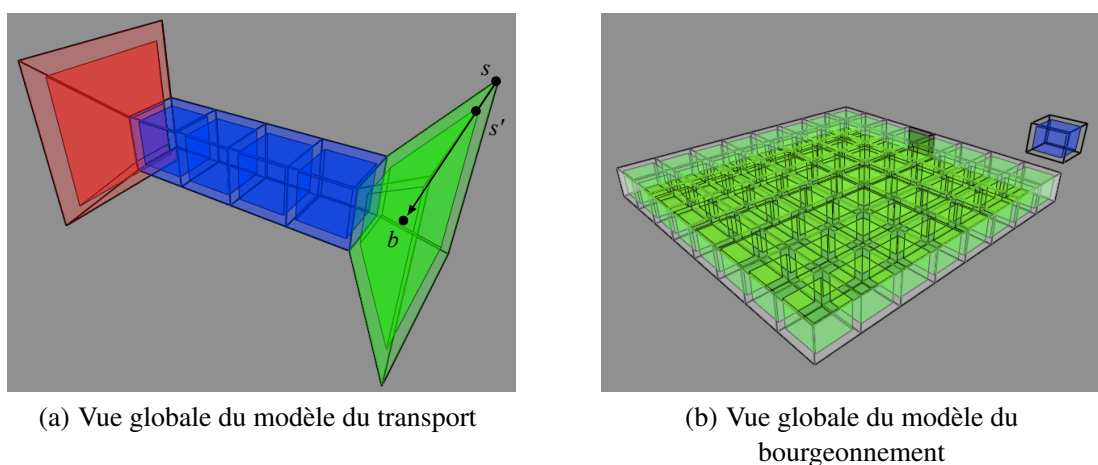 s
s′
b
(a) Vue globale du modèle du transport
(b) Vue globale du modèle du
bourgeonnement